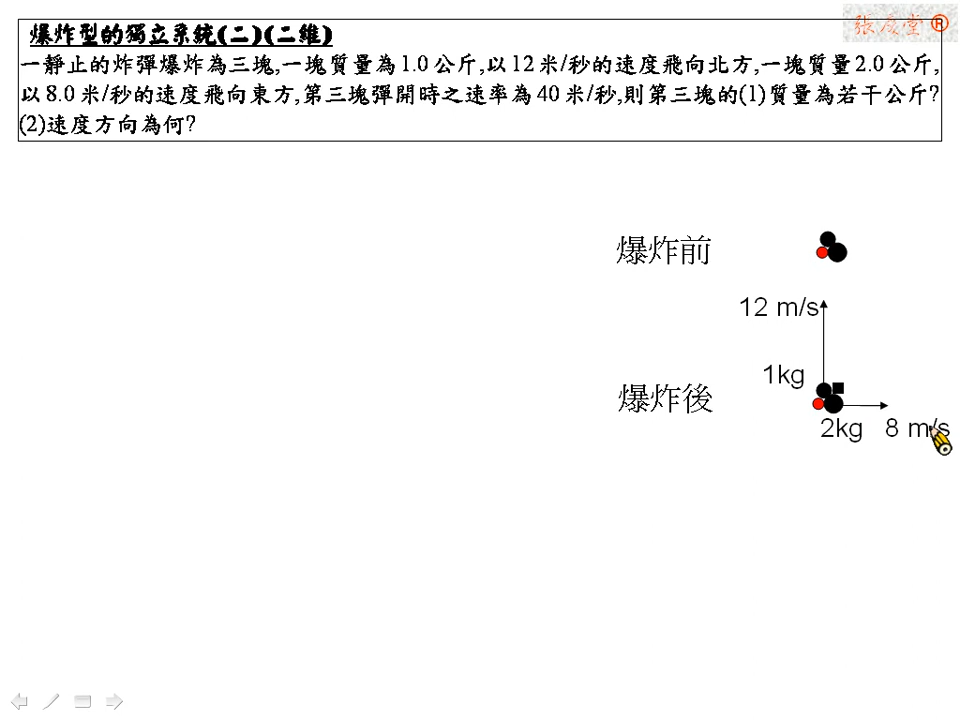 張辰堂®
爆炸型的獨立系統(二)(二維)
一靜止的炸彈爆炸為三塊,一塊質量為1.0公斤,以12米/秒的速度飛向北方,一塊質量2.0公斤,
以8.0米/秒的速度飛向東方,第三塊彈開時之速率為40米/秒,則第三塊的(1)質量為若干公斤?
(2)速度方向為何?
爆炸前
12 m/s
1kg
爆炸後
2kg 8 m/s